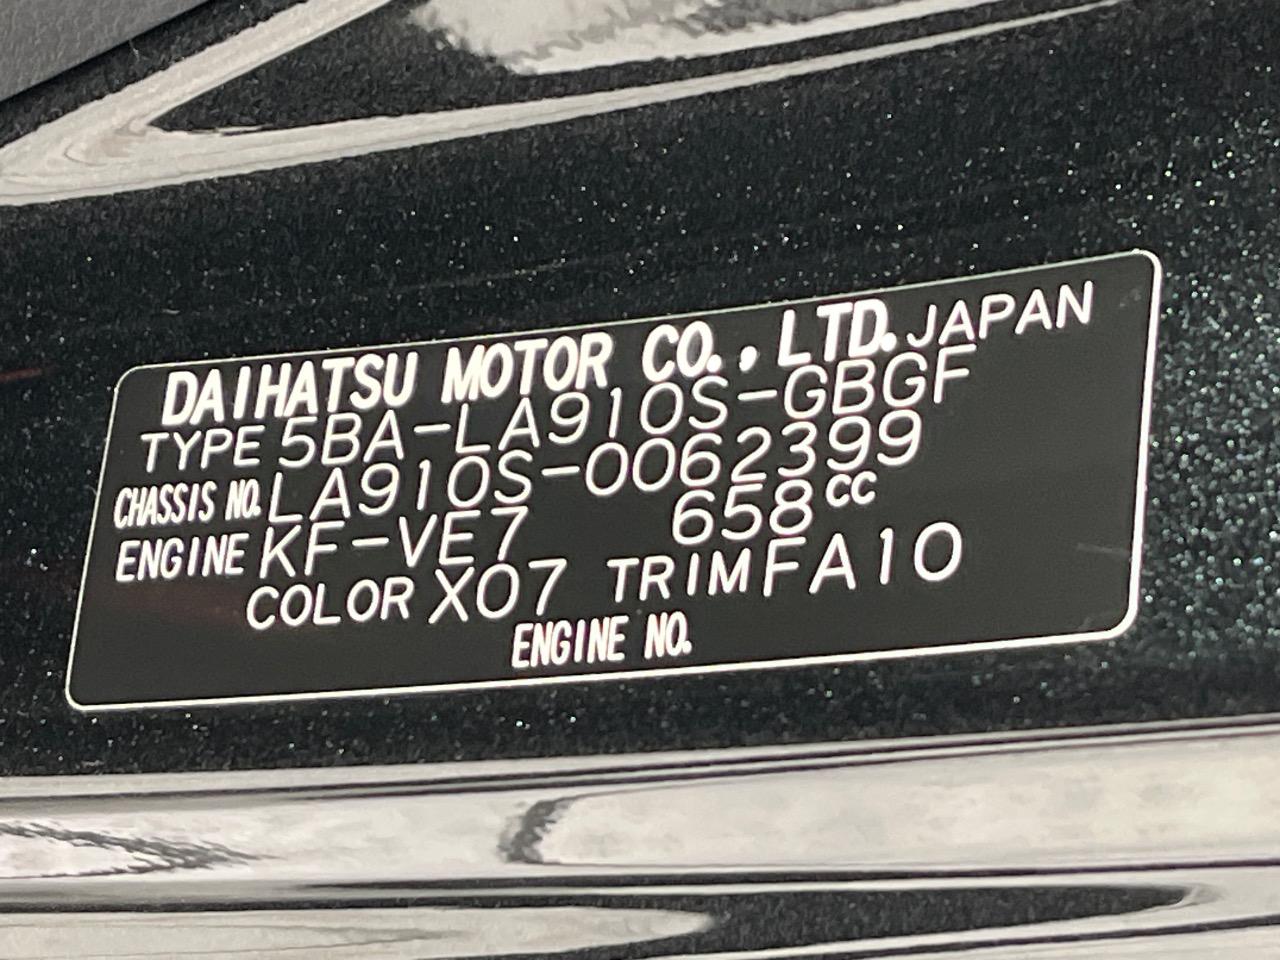 DAIHATSU MOTOR CO., LTD. JAPAN
TYPE 5BA-LA910S-GBGF
CHASSIS NO. LA910S-0062399
ENGINE KF-VE7 658cc
COLOR X07 TRIM FA10
ENGINE NO.